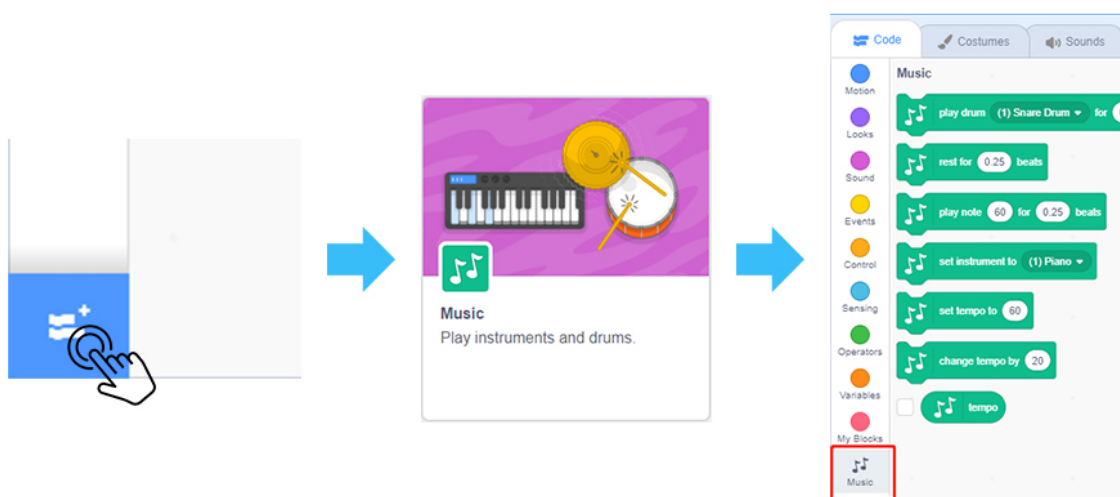 Music
Play instruments and drums.
Code
Costumes
Sounds
Motion
Looks
Sound
Events
Control
Sensing
Operators
Variables
My Blocks
Music
Music
play drum (1) Snare Drum for
rest for 0.25 beats
play note 60 for 0.25 beats
set instrument to (1) Piano
set tempo to 60
change tempo by 20
tempo